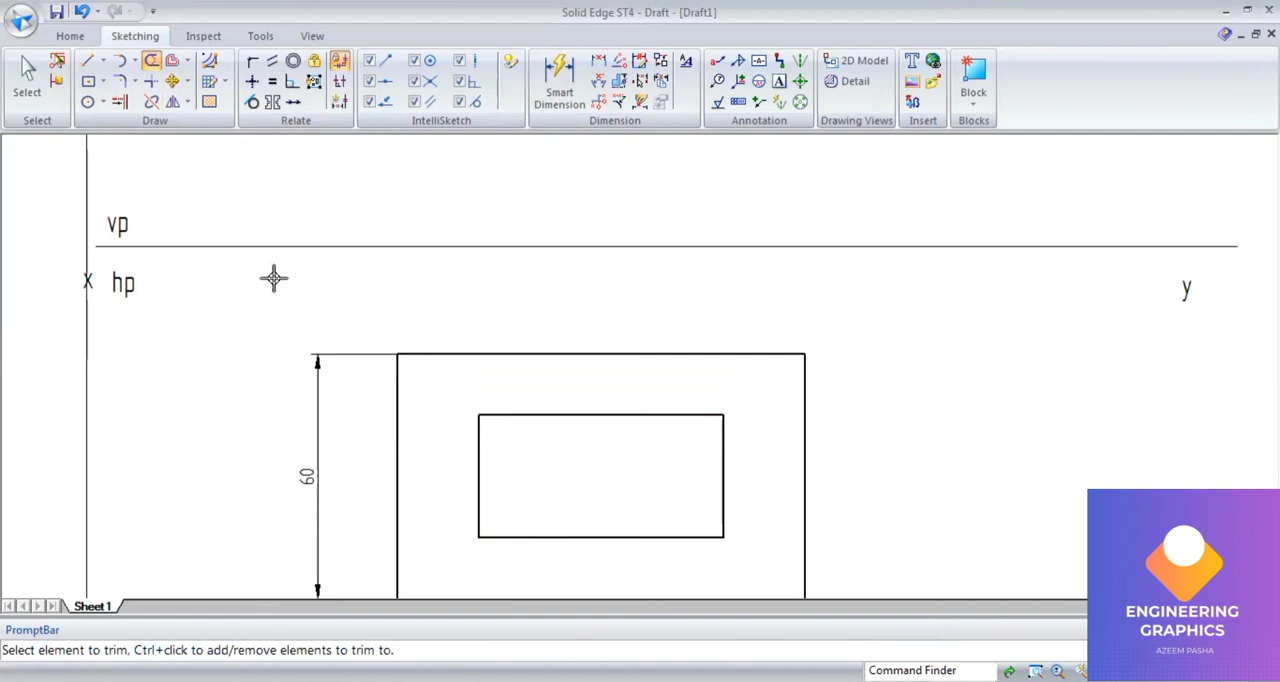 Solid Edge ST4 - Draft - [Draft1]
Home Sketching Inspect Tools View
Select
Smart
Dimension
A
2D Model
Detail
Block
Select Draw Relate IntelliSketch Dimension Annotation Drawing Views Insert Blocks
vp
x hp
y
60
Sheet1
ENGINEERING
GRAPHICS
AZEEM PASHA
PromptBar
Select element to trim, Ctrl+click to add/remove elements to trim to.
Command Finder